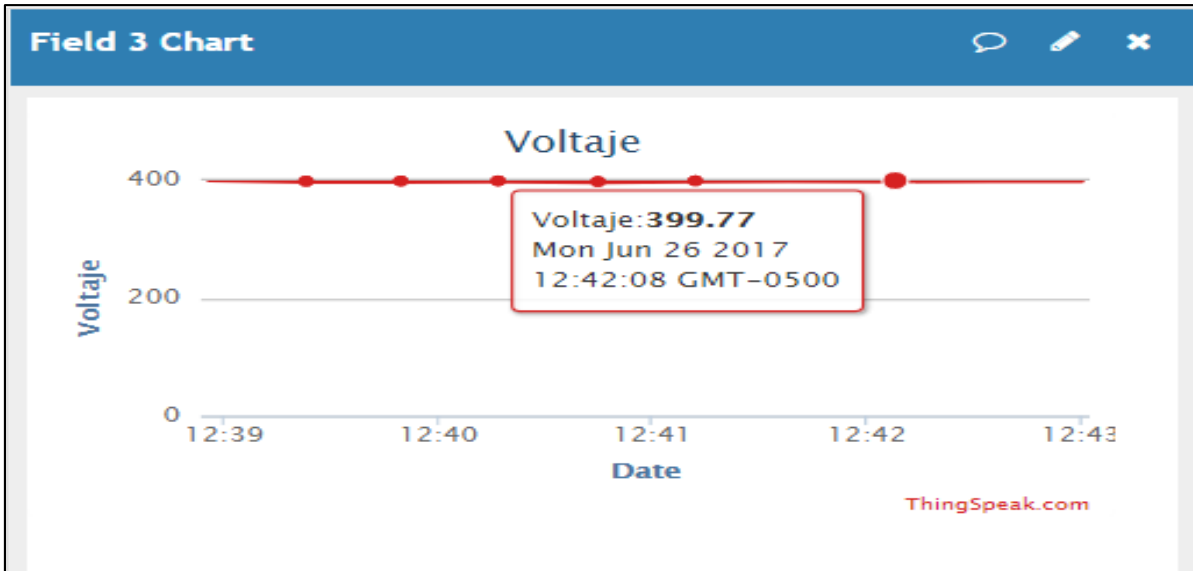 Field 3 Chart
Voltaje
400
Voltaje:399.77
Mon Jun 26 2017
12:42:08 GMT-0500
Voltaje
200
0
12:39 12:40 12:41 12:42 12:43
Date
ThingSpeak.com